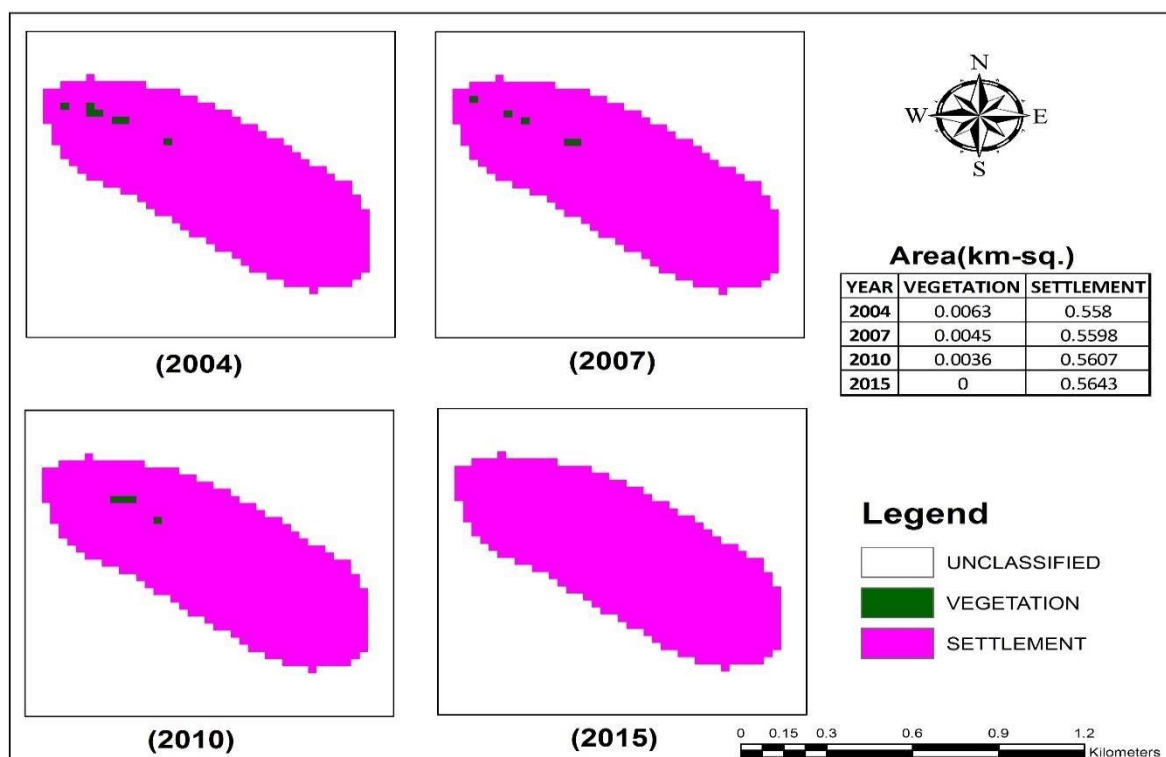 N
W E
S
(2004)
(2007)
Area(km-sq.)
YEAR VEGETATION SETTLEMENT
2004 0.0063 0.558
2007 0.0045 0.5598
2010 0.0036 0.5607
2015 0 0.5643
(2010)
(2015)
Legend
UNCLASSIFIED
VEGETATION
SETTLEMENT
0 0.15 0.3 0.6 0.9 1.2
Kilometers